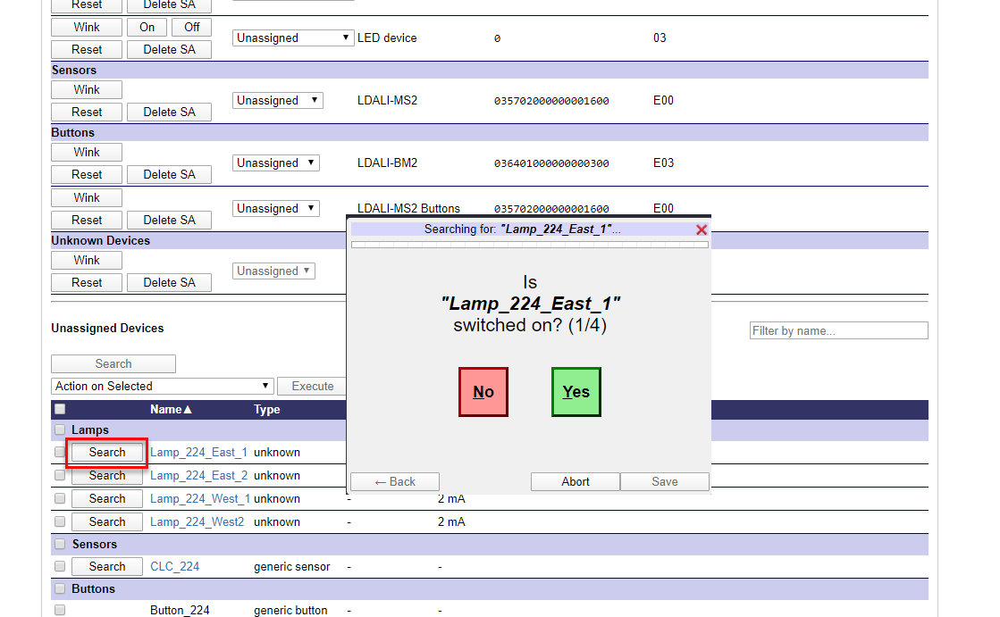 Reset Delete SA
Wink On Off
Unassigned LED device 0 03
Reset Delete SA
Sensors
Wink
Unassigned LDALI-MS2 035702000000001600 E00
Reset Delete SA
Buttons
Wink
Unassigned LDALI-BM2 036401000000000300 E03
Reset Delete SA
Wink
Unassigned LDALI-MS2 Buttons 035702000000001600 E00
Reset Delete SA
Unknown Devices
Wink
Unassigned
Reset Delete SA
Searching for: "Lamp_224_East_1"...
Is
"Lamp_224_East_1"
switched on? (1/4)
No Yes
← Back Abort Save
Unassigned Devices Filter by name...
Search
Action on Selected Execute
Name▲ Type
Lamps
Search Lamp_224_East_1 unknown
Search Lamp_224_East_2 unknown
Search Lamp_224_West_1 unknown - 2 mA
Search Lamp_224_West2 unknown - 2 mA
Sensors
Search CLC_224 generic sensor - -
Buttons
Button_224 generic button - -